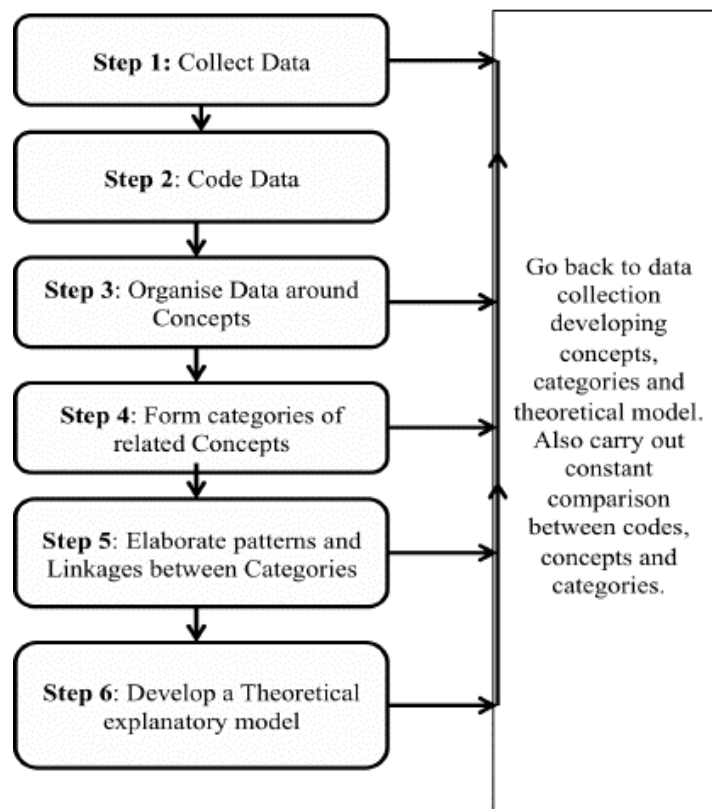 Step 1: Collect Data
Step 2: Code Data
Step 3: Organise Data around
Concepts
Step 4: Form categories of
related Concepts
Step 5: Elaborate patterns and
Linkages between Categories
Step 6: Develop a Theoretical
explanatory model
Go back to data
collection
developing
concepts,
categories and
theoretical model.
Also carry out
constant
comparison
between codes,
concepts and
categories.